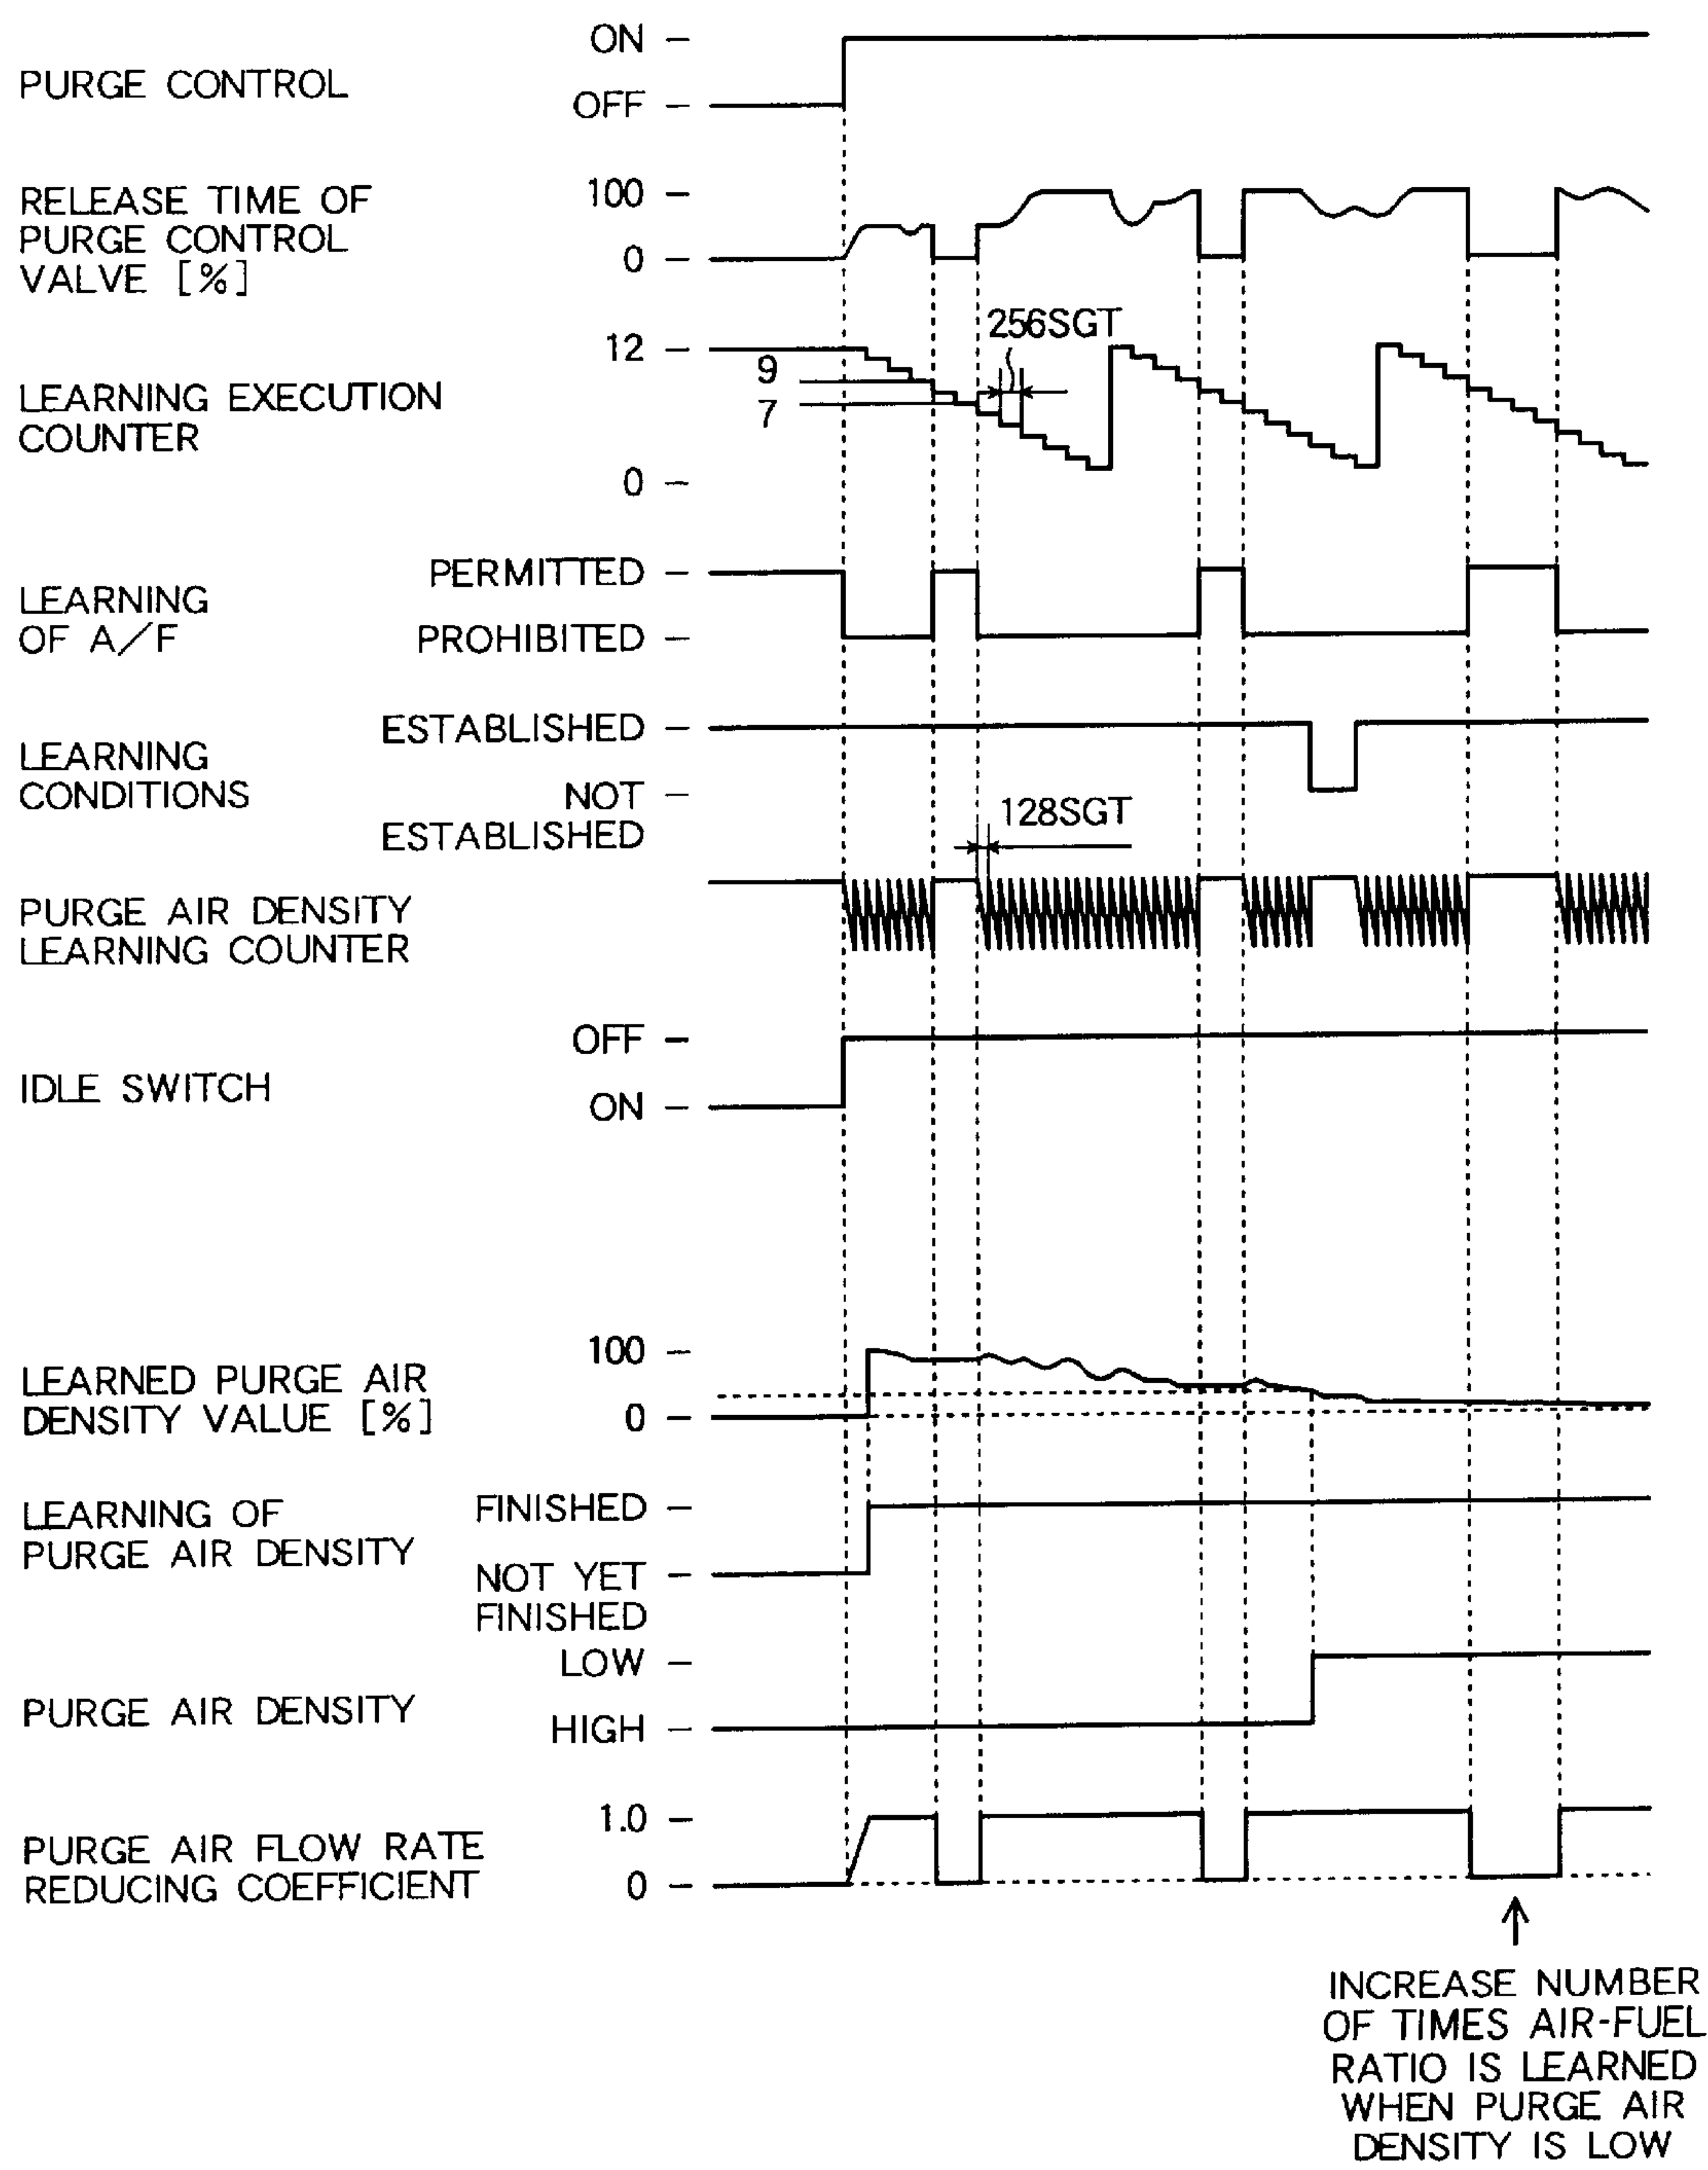 ON
PURGE CONTROL
OFF
RELEASE TIME OF
PURGE CONTROL
VALVE [%]
100
0
256SGT
12
9
7
LEARNING EXECUTION
COUNTER
0
PERMITTED
LEARNING
OF A/F
PROHIBITED
ESTABLISHED
LEARNING
CONDITIONS
NOT
ESTABLISHED
128SGT
PURGE AIR DENSITY
LEARNING COUNTER
OFF
IDLE SWITCH
ON
100
LEARNED PURGE AIR
DENSITY VALUE [%]
0
FINISHED
LEARNING OF
PURGE AIR DENSITY
NOT YET
FINISHED
LOW
PURGE AIR DENSITY
HIGH
1.0
PURGE AIR FLOW RATE
REDUCING COEFFICIENT
0
INCREASE NUMBER
OF TIMES AIR-FUEL
RATIO IS LEARNED
WHEN PURGE AIR
DENSITY IS LOW